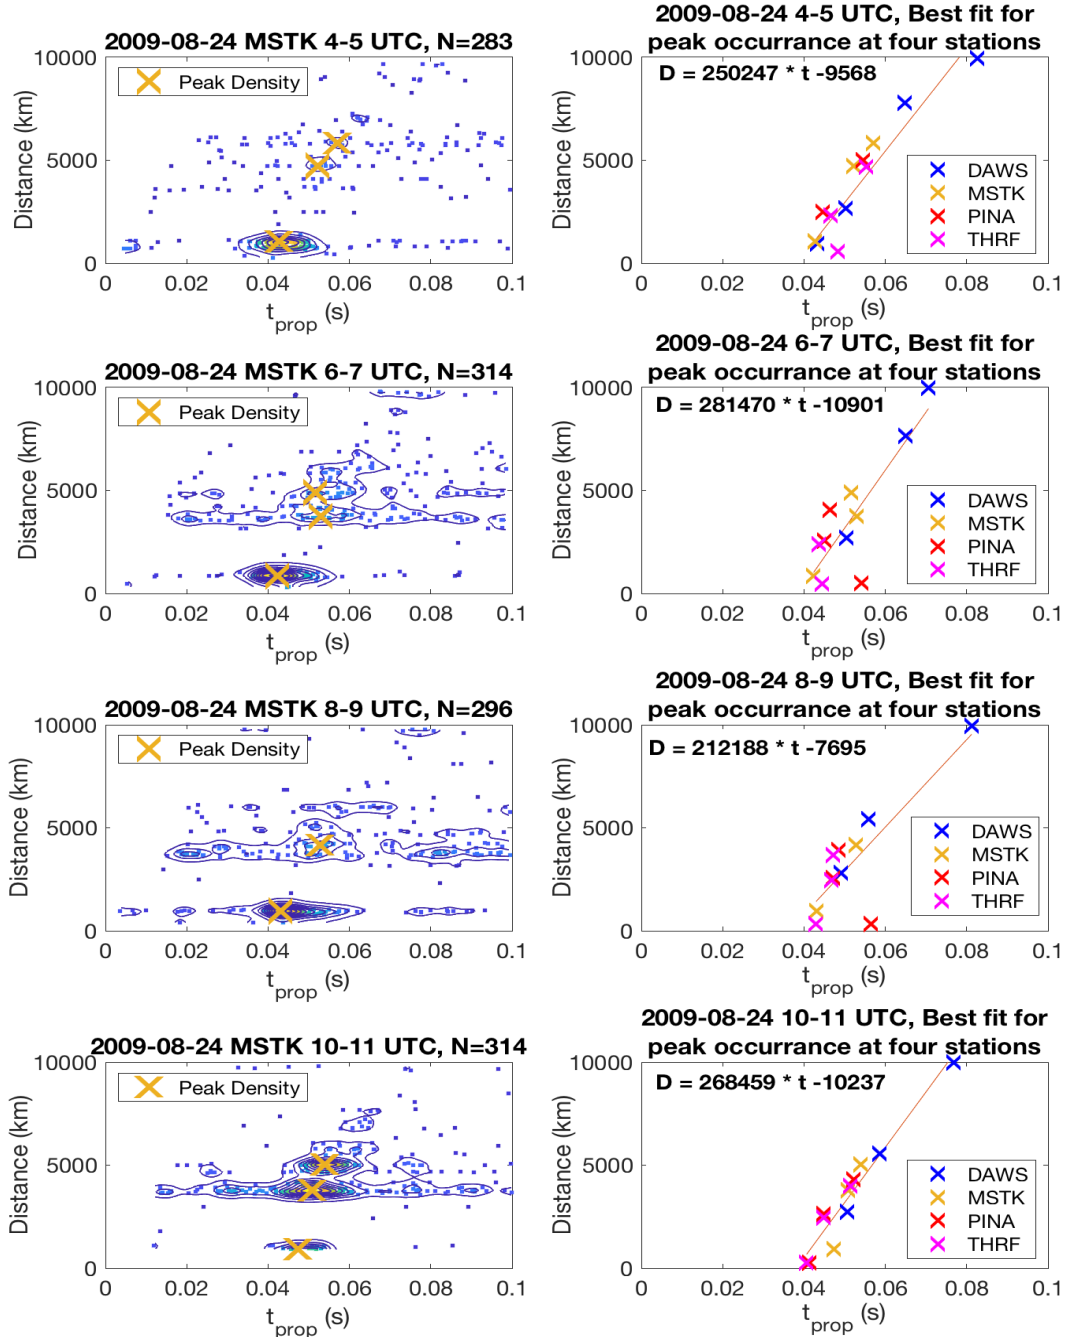 2009-08-24 MSTK 4-5 UTC, N=283
Peak Density
10000
5000
0
Distance (km)
0 0.02 0.04 0.06 0.08 0.1
t_prop (s)
2009-08-24 4-5 UTC, Best fit for
peak occurrance at four stations
D = 250247 * t -9568
10000
5000
0
Distance (km)
DAWS
MSTK
PINA
THRF
0 0.02 0.04 0.06 0.08 0.1
t_prop (s)
2009-08-24 MSTK 6-7 UTC, N=314
Peak Density
10000
5000
0
Distance (km)
0 0.02 0.04 0.06 0.08 0.1
t_prop (s)
2009-08-24 6-7 UTC, Best fit for
peak occurrance at four stations
D = 281470 * t -10901
10000
5000
0
Distance (km)
DAWS
MSTK
PINA
THRF
0 0.02 0.04 0.06 0.08 0.1
t_prop (s)
2009-08-24 MSTK 8-9 UTC, N=296
Peak Density
10000
5000
0
Distance (km)
0 0.02 0.04 0.06 0.08 0.1
t_prop (s)
2009-08-24 8-9 UTC, Best fit for
peak occurrance at four stations
D = 212188 * t -7695
10000
5000
0
Distance (km)
DAWS
MSTK
PINA
THRF
0 0.02 0.04 0.06 0.08 0.1
t_prop (s)
2009-08-24 MSTK 10-11 UTC, N=314
Peak Density
10000
5000
0
Distance (km)
0 0.02 0.04 0.06 0.08 0.1
t_prop (s)
2009-08-24 10-11 UTC, Best fit for
peak occurrance at four stations
D = 268459 * t -10237
10000
5000
0
Distance (km)
DAWS
MSTK
PINA
THRF
0 0.02 0.04 0.06 0.08 0.1
t_prop (s)